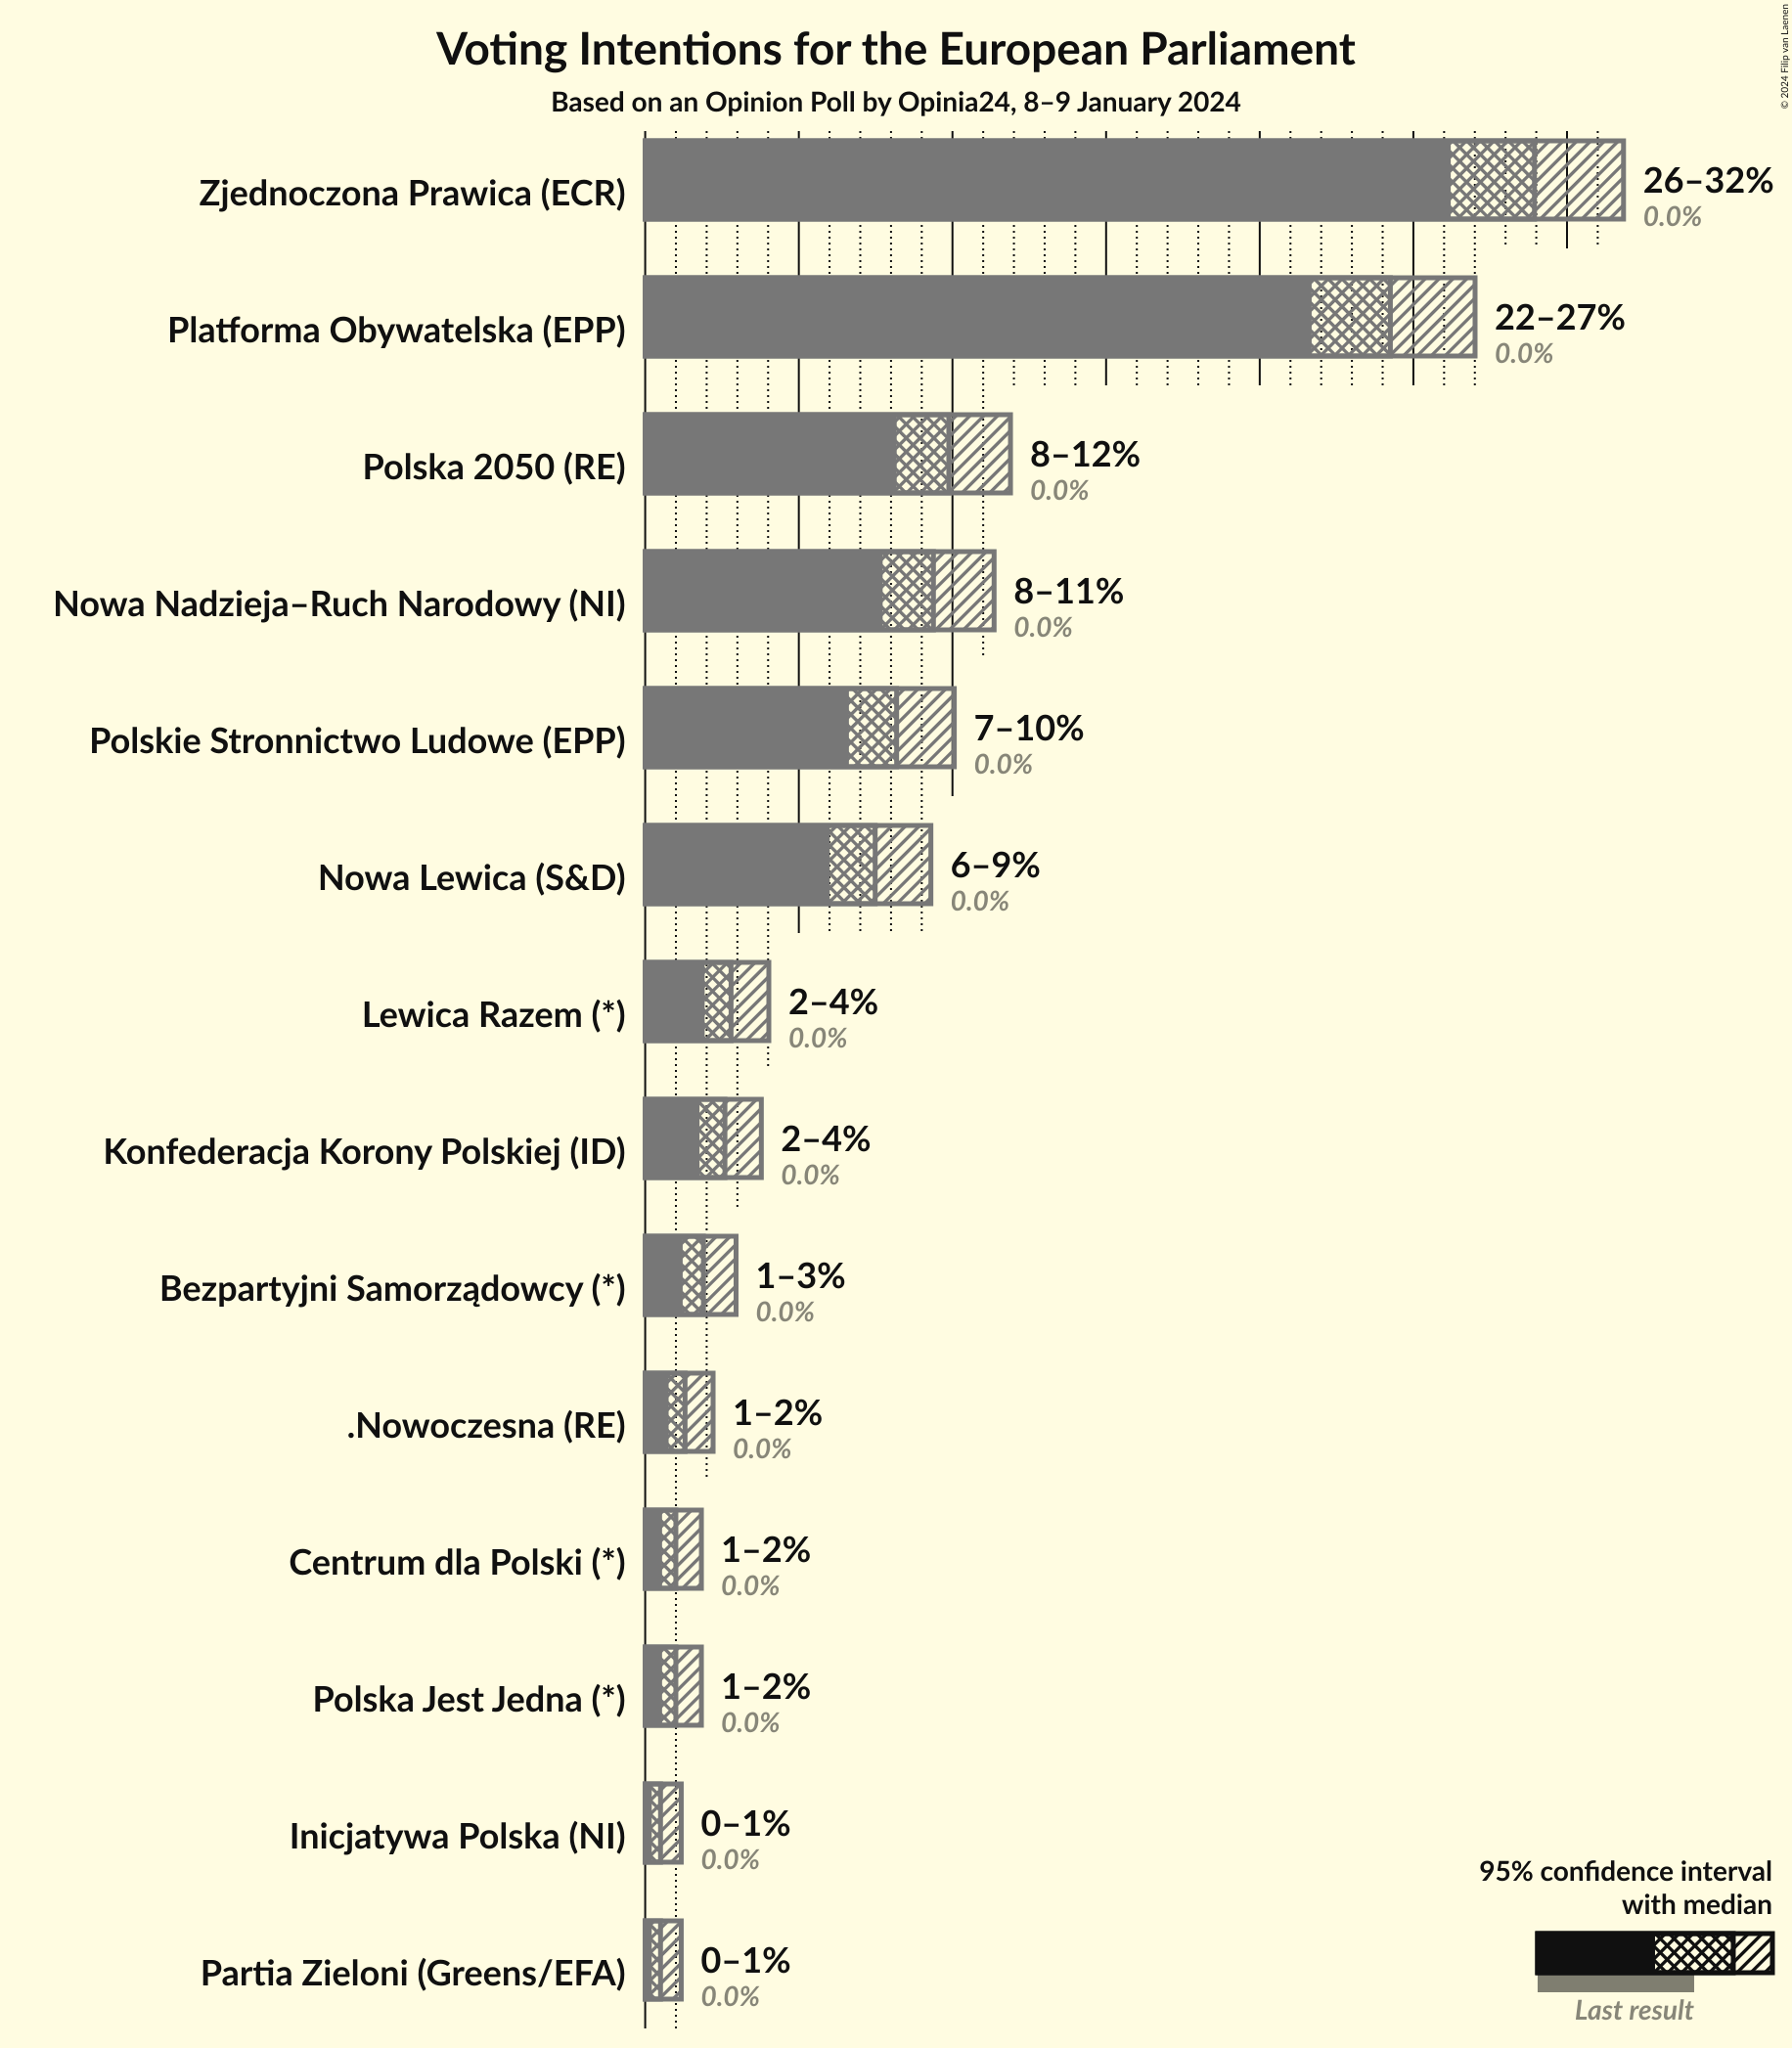 Voting Intentions for the European Parliament
Based on an Opinion Poll by Opinia24, 8–9 January 2024
© 2024 Filip van Laenen
Zjednoczona Prawica (ECR)
26–32%
0.0%
Platforma Obywatelska (EPP)
22–27%
0.0%
Polska 2050 (RE)
8–12%
0.0%
Nowa Nadzieja–Ruch Narodowy (NI)
8–11%
0.0%
Polskie Stronnictwo Ludowe (EPP)
7–10%
0.0%
Nowa Lewica (S&D)
6–9%
0.0%
Lewica Razem (*)
2–4%
0.0%
Konfederacja Korony Polskiej (ID)
2–4%
0.0%
Bezpartyjni Samorządowcy (*)
1–3%
0.0%
.Nowoczesna (RE)
1–2%
0.0%
Centrum dla Polski (*)
1–2%
0.0%
Polska Jest Jedna (*)
1–2%
0.0%
Inicjatywa Polska (NI)
0–1%
0.0%
Partia Zieloni (Greens/EFA)
0–1%
0.0%
95% confidence interval
with median
Last result